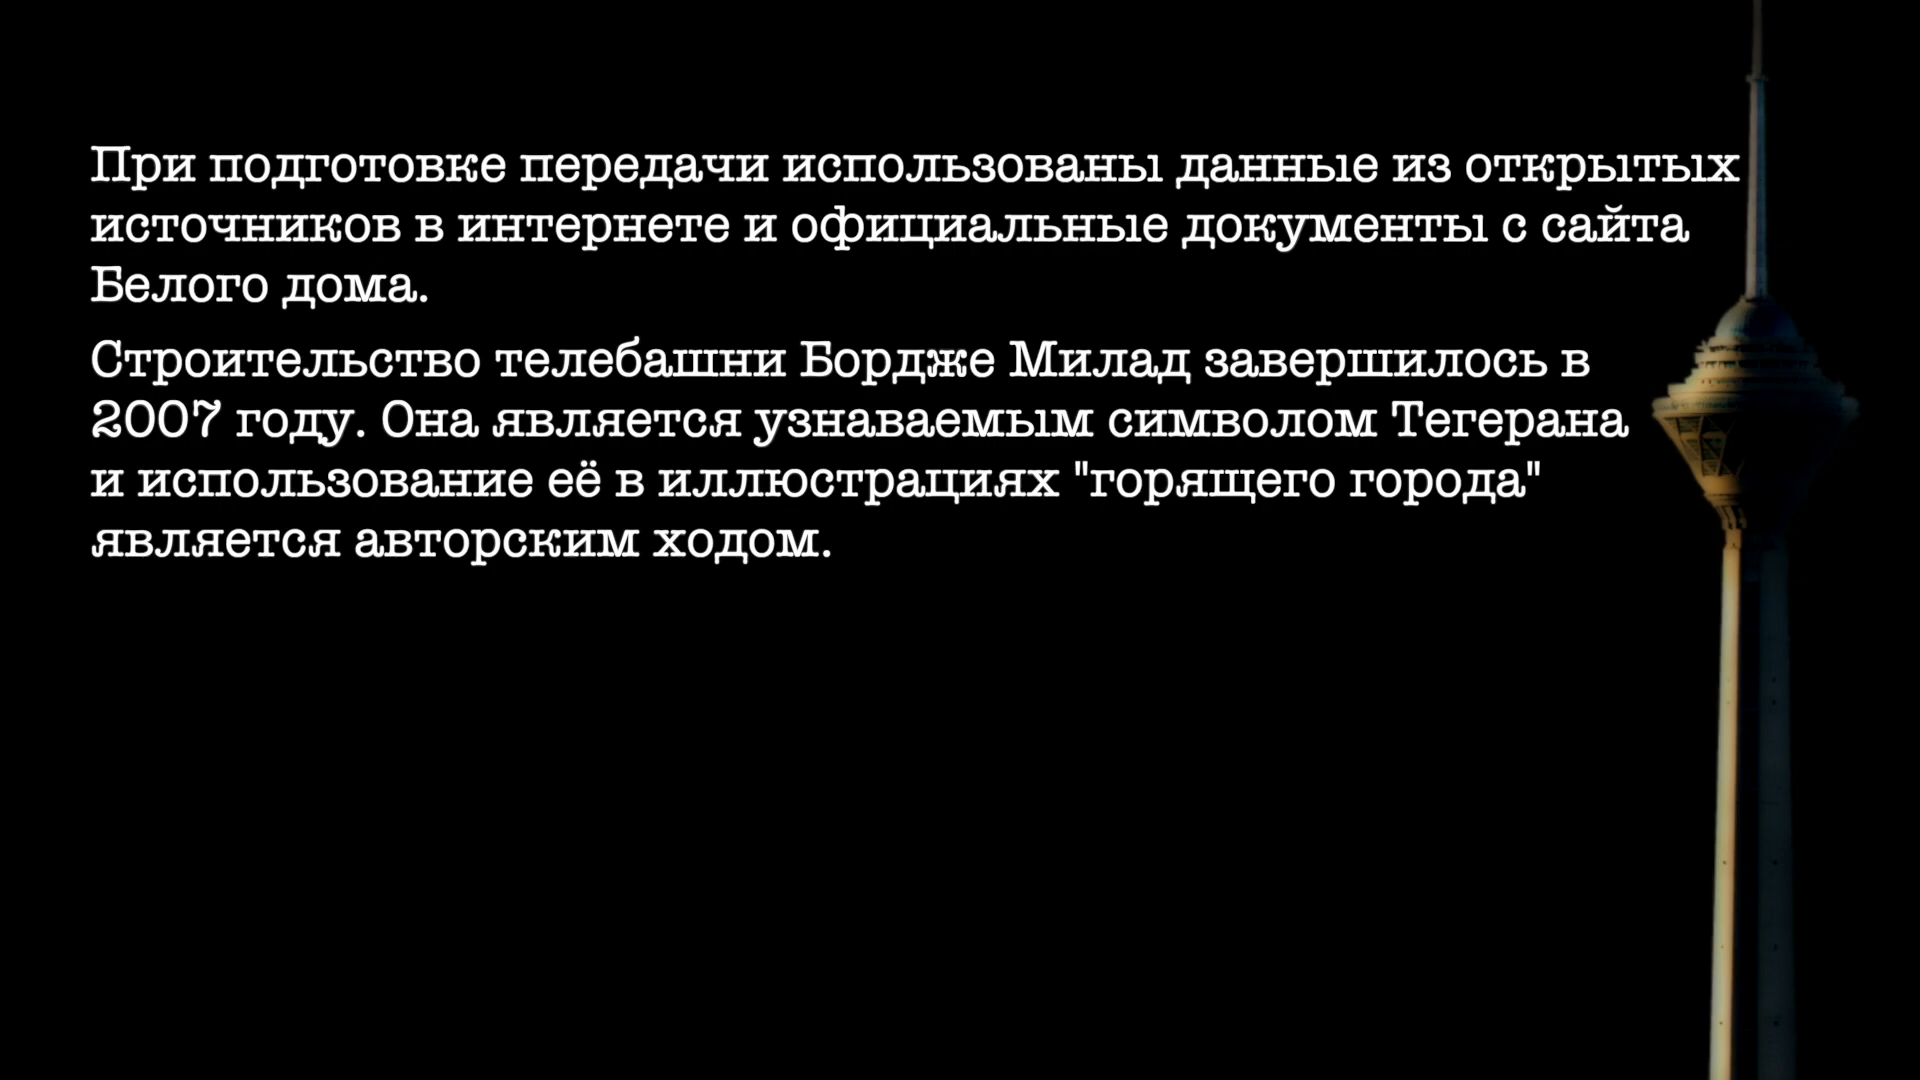 При подготовке передачи использованы данные из открытых
источников в интернете и официальные документы с сайта
Белого дома.
Строительство телебашни Бордже Милад завершилось в
2007 году. Она является узнаваемым символом Тегерана
и использование её в иллюстрациях "горящего города"
является авторским ходом.